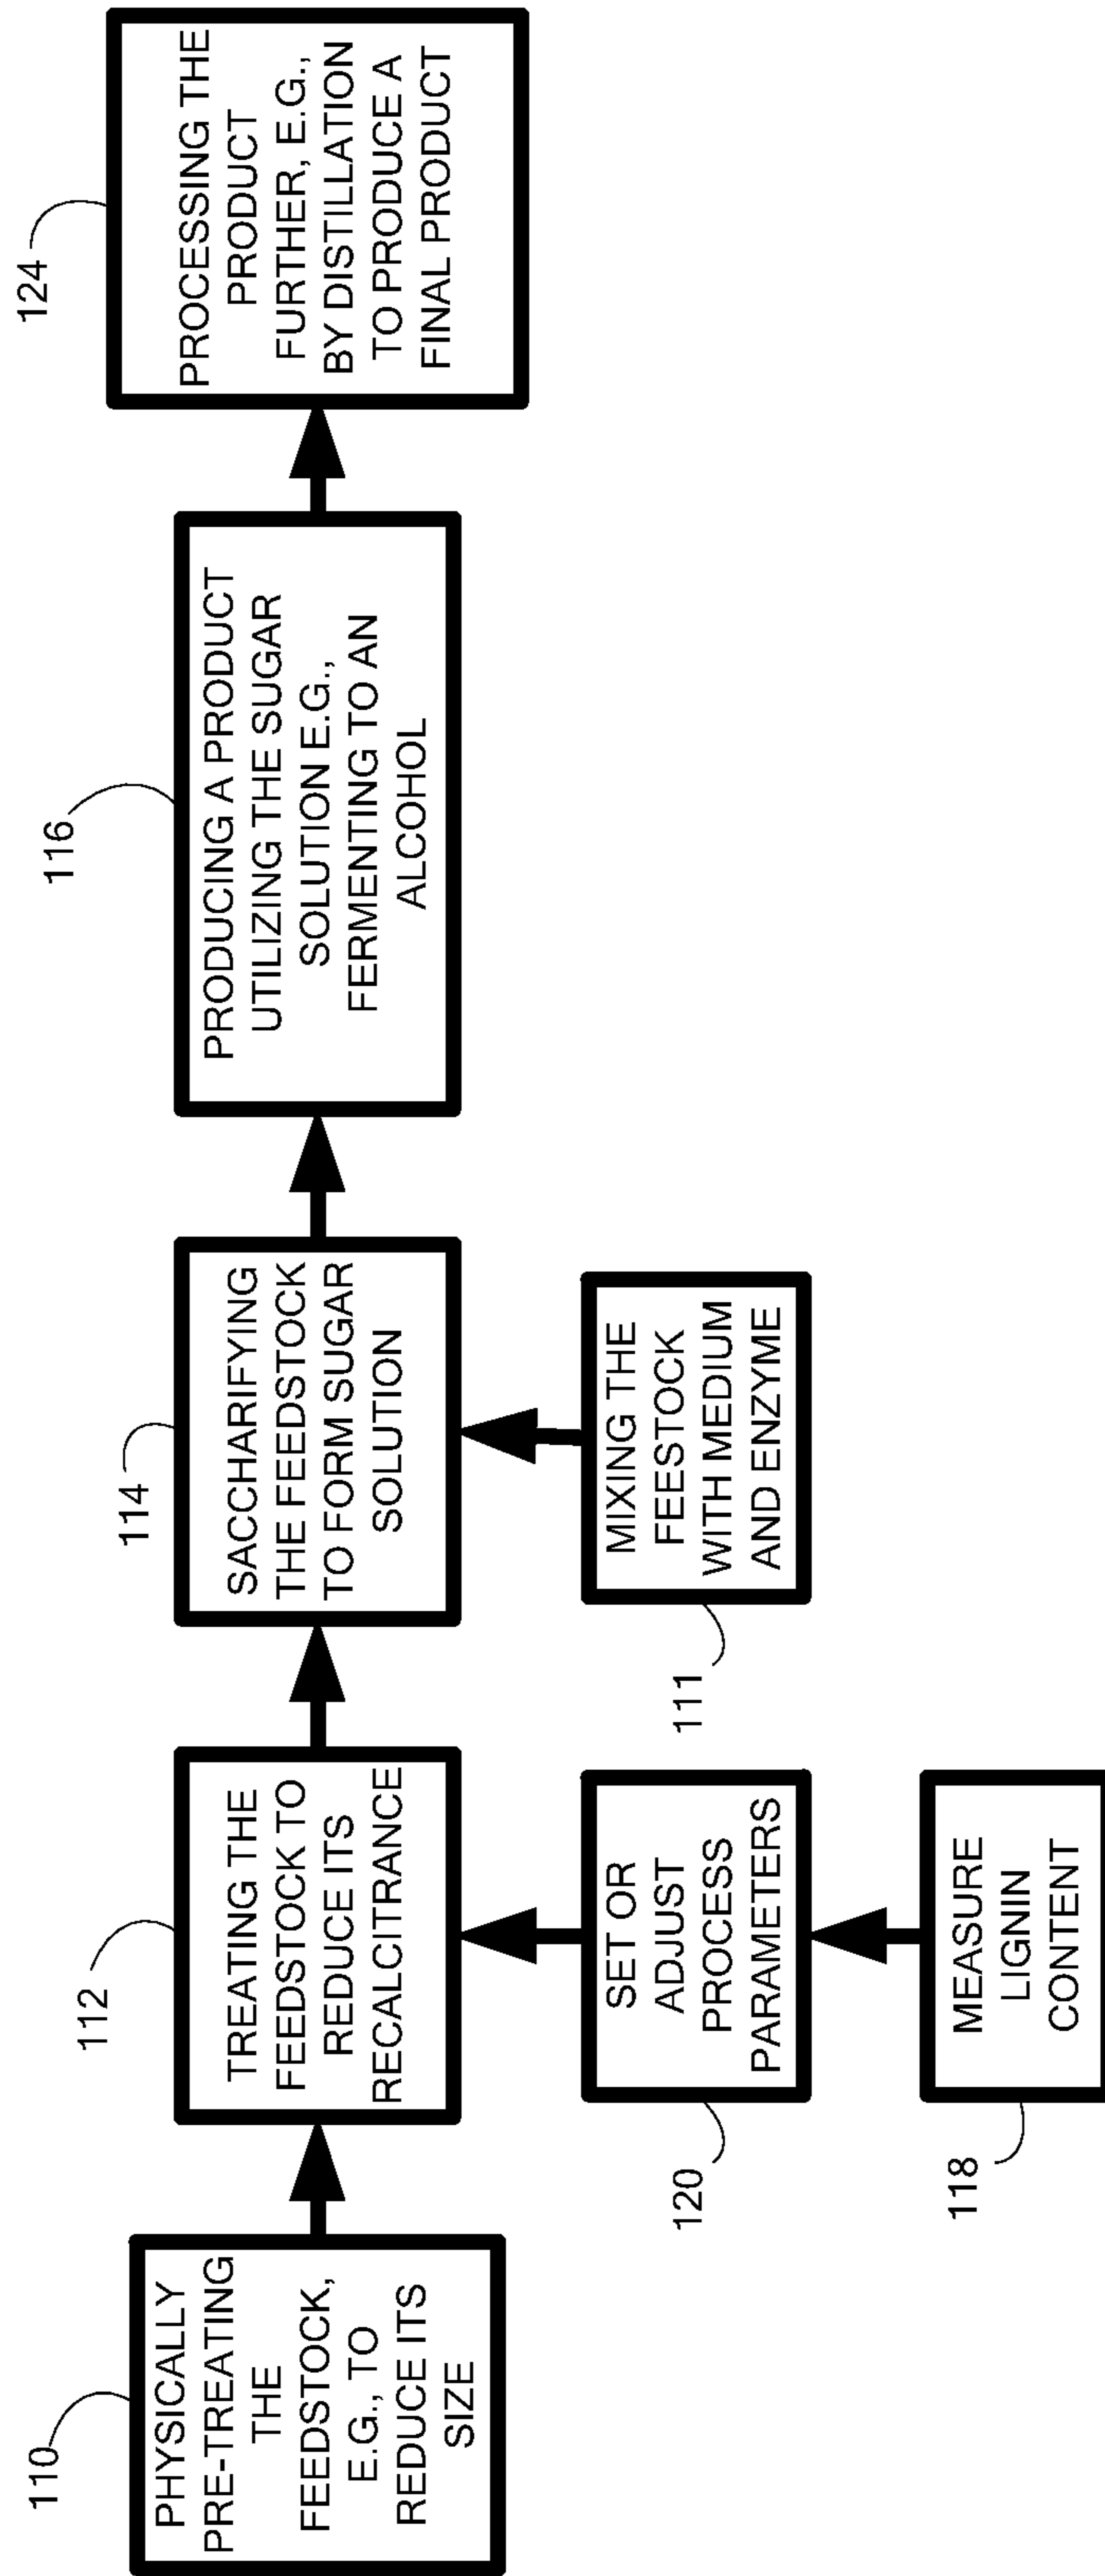 110
PHYSICALLY
PRE-TREATING
THE
FEEDSTOCK,
E.G., TO
REDUCE ITS
SIZE
112
TREATING THE
FEEDSTOCK TO
REDUCE ITS
RECALCITRANCE
114
SACCHARIFYING
THE FEEDSTOCK
TO FORM SUGAR
SOLUTION
116
PRODUCING A PRODUCT
UTILIZING THE SUGAR
SOLUTION E.G.,
FERMENTING TO AN
ALCOHOL
124
PROCESSING THE
PRODUCT
FURTHER, E.G.,
BY DISTILLATION
TO PRODUCE A
FINAL PRODUCT
120
SET OR
ADJUST
PROCESS
PARAMETERS
111
MIXING THE
FEESTOCK
WITH MEDIUM
AND ENZYME
118
MEASURE
LIGNIN
CONTENT